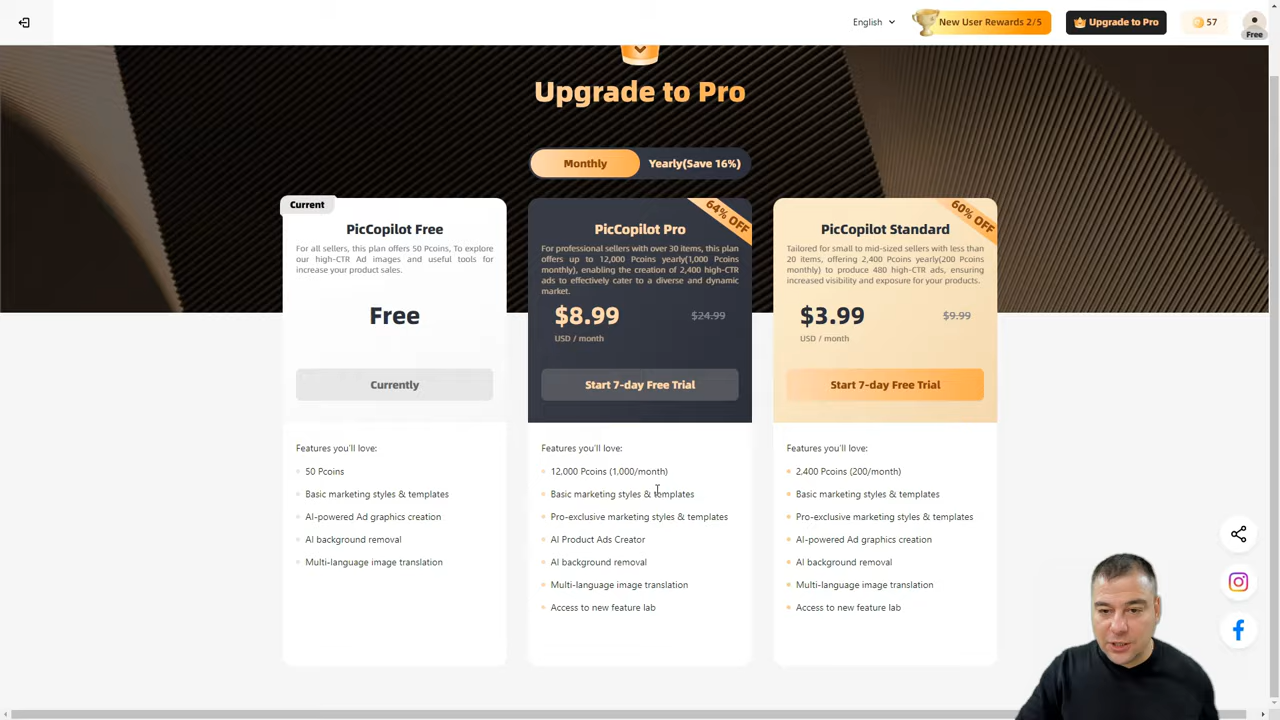 English
New User Rewards 2/5
Upgrade to Pro
57
Free
Upgrade to Pro
Monthly
Yearly(Save 16%)
Current
PicCopilot Free
For all sellers, this plan offers 50 Pcoins, To explore
our high-CTR Ad images and useful tools for
increase your product sales.
Free
Currently
Features you'll love:
50 Pcoins
Basic marketing styles & templates
AI-powered Ad graphics creation
AI background removal
Multi-language image translation
64% OFF
PicCopilot Pro
For professional sellers with over 30 items, this plan
offers up to 12,000 Pcoins yearly(1,000 Pcoins
monthly), enabling the creation of 2,400 high-CTR
ads to effectively cater to a diverse and dynamic
market.
$8.99
$24.99
USD / month
Start 7-day Free Trial
Features you'll love:
12,000 Pcoins (1,000/month)
Basic marketing styles & templates
Pro-exclusive marketing styles & templates
AI Product Ads Creator
AI background removal
Multi-language image translation
Access to new feature lab
60% OFF
PicCopilot Standard
Tailored for small to mid-sized sellers with less than
20 items, offering 2,400 Pcoins yearly(200 Pcoins
monthly) to produce 480 high-CTR ads, ensuring
increased visibility and exposure for your products.
$3.99
$9.99
USD / month
Start 7-day Free Trial
Features you'll love:
2,400 Pcoins (200/month)
Basic marketing styles & templates
Pro-exclusive marketing styles & templates
AI-powered Ad graphics creation
AI background removal
Multi-language image translation
Access to new feature lab